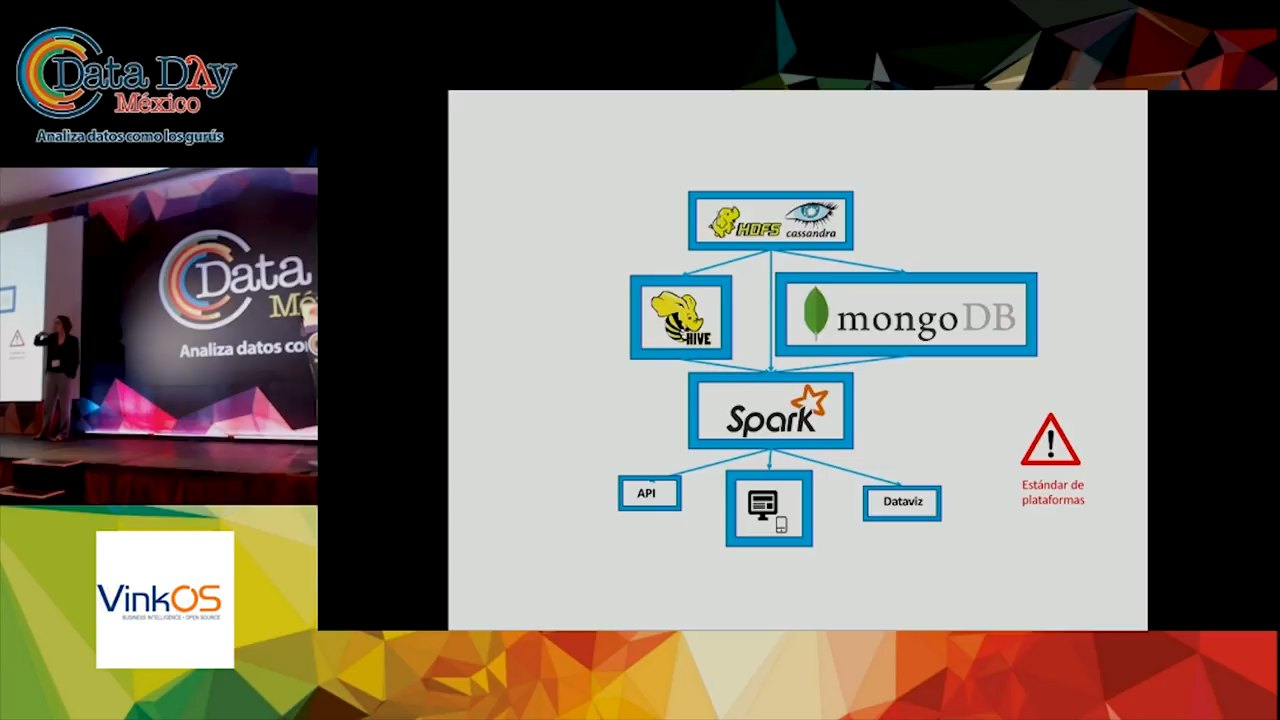 Data Day
México
Analiza datos como los gurús
Data
Mé
Analiza datos co
VinkOS
BUSINESS INTELLIGENCE • OPEN SOURCE
HDFS
cassandra
HIVE
mongoDB
Spark
API
Dataviz
!
Estándar de
plataformas